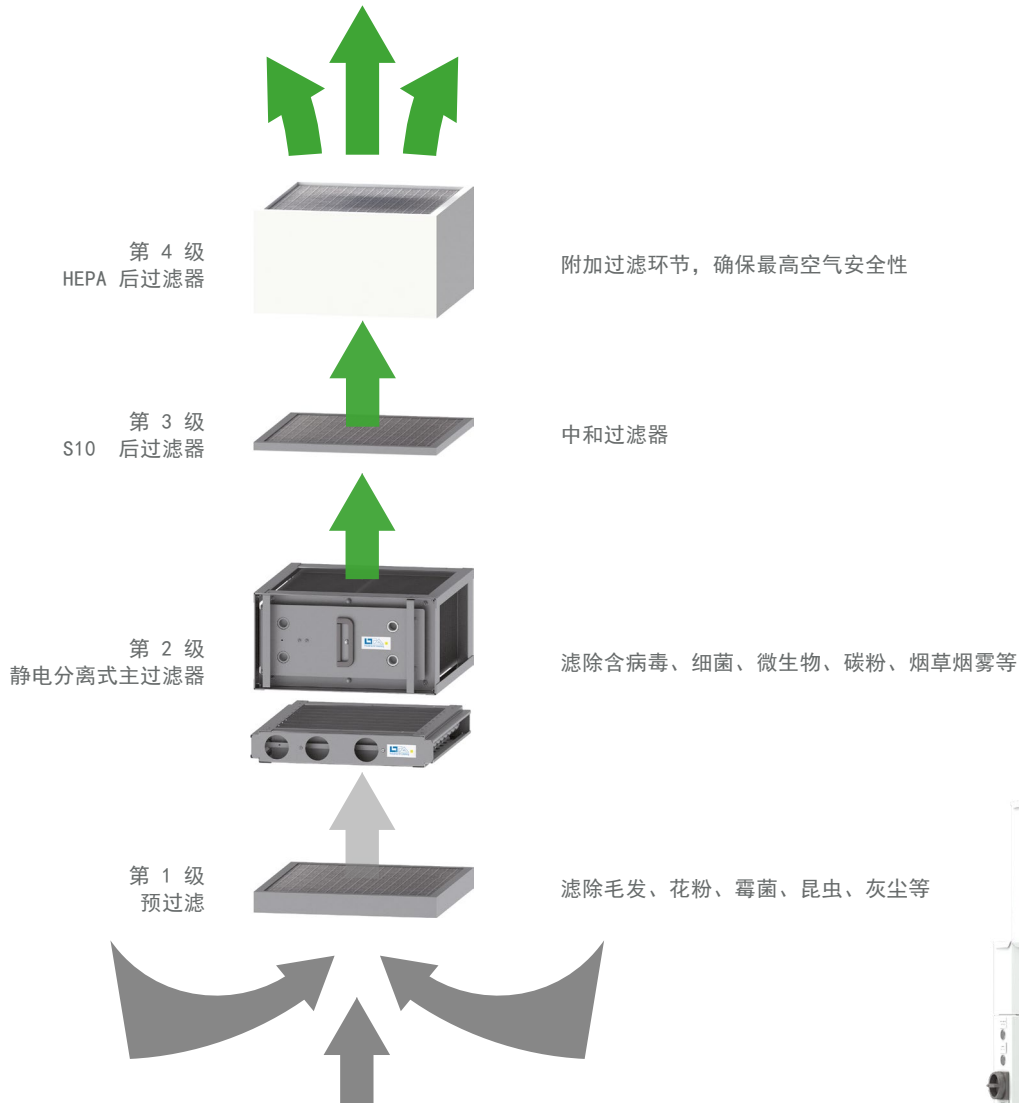 第 4 级
HEPA 后过滤器
附加过滤环节，确保最高空气安全性
第 3 级
S10 后过滤器
中和过滤器
第 2 级
静电分离式主过滤器
滤除含病毒、细菌、微生物、碳粉、烟草烟雾等
第 1 级
预过滤
滤除毛发、花粉、霉菌、昆虫、灰尘等